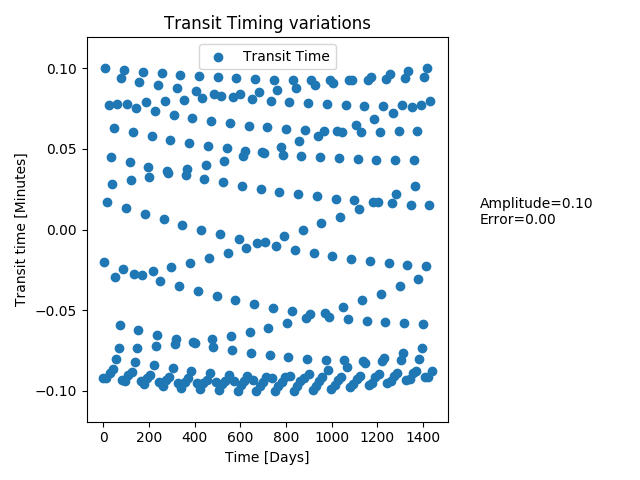 Transit Timing variations
Transit Time
Transit time [Minutes]
0.10
0.05
0.00
−0.05
−0.10
0 200 400 600 800 1000 1200 1400
Time [Days]
Amplitude=0.10
Error=0.00